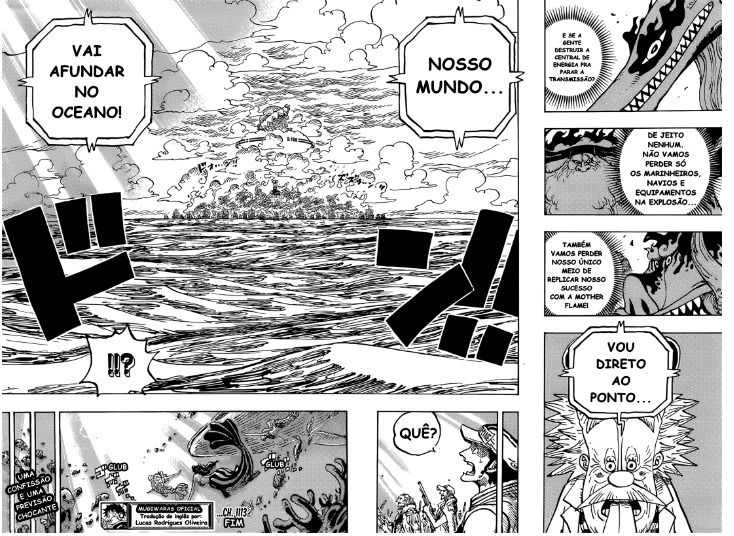 E SE A
GENTE
DESTRUIR A
CENTRAL DE
ENERGIA PRA
PARAR A
TRANSMISSÃO?
DE JEITO
NENHUM.
NÃO VAMOS
PERDER SÓ
OS MARINHEIROS,
NAVIOS E
EQUIPAMENTOS
NA EXPLOSÃO...
TAMBÉM
VAMOS PERDER
NOSSO ÚNICO
MEIO DE
REPLICAR NOSSO
SUCESSO
COM A MOTHER
FLAME!
VOU
DIRETO
AO
PONTO...
NOSSO
MUNDO...
VAI
AFUNDAR
NO
OCEANO!
ドーン
!!?
QUÊ?
GLUB
GLUB
...CH. 1113
FIM
MUGIWARAS OFICIAL
Tradução do inglês por:
Lucas Rodrigues Oliveira
UMA
CONFISSÃO
E UMA
PREVISÃO
CHOCANTE